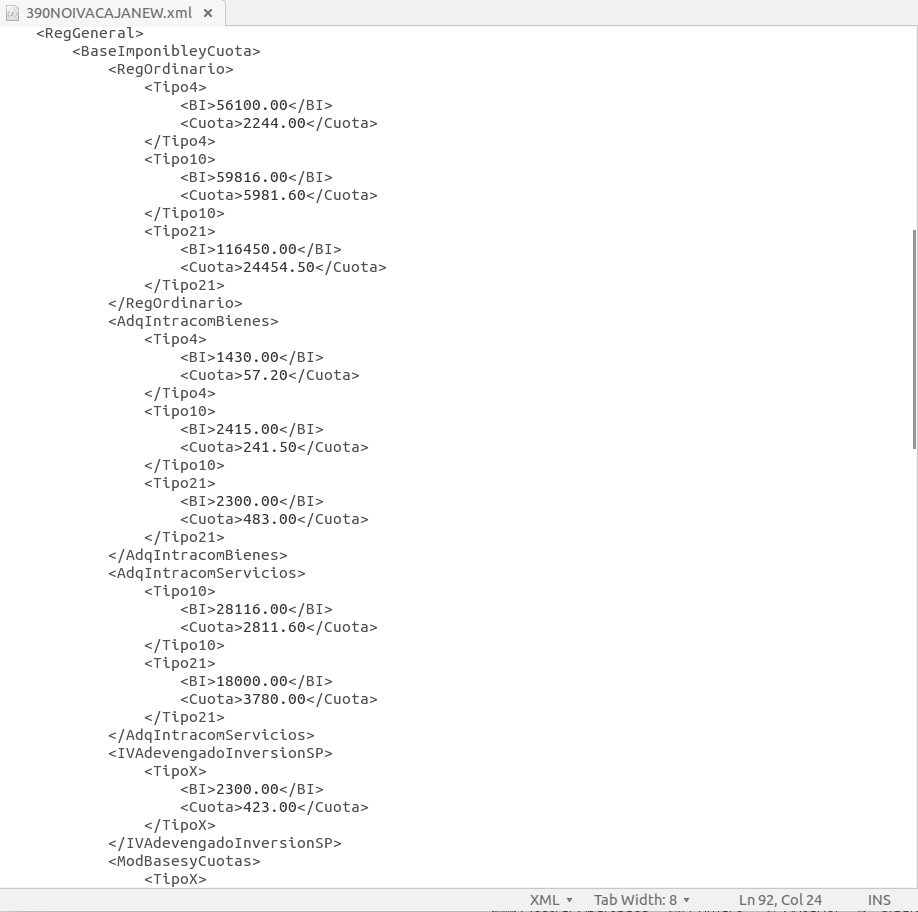 390NOIVACAJANEW.xml ×
<RegGeneral>
<BaseImponibleyCuota>
<RegOrdinario>
<Tipo4>
<BI>56100.00</BI>
<Cuota>2244.00</Cuota>
</Tipo4>
<Tipo10>
<BI>59816.00</BI>
<Cuota>5981.60</Cuota>
</Tipo10>
<Tipo21>
<BI>116450.00</BI>
<Cuota>24454.50</Cuota>
</Tipo21>
</RegOrdinario>
<AdqIntracomBienes>
<Tipo4>
<BI>1430.00</BI>
<Cuota>57.20</Cuota>
</Tipo4>
<Tipo10>
<BI>2415.00</BI>
<Cuota>241.50</Cuota>
</Tipo10>
<Tipo21>
<BI>2300.00</BI>
<Cuota>483.00</Cuota>
</Tipo21>
</AdqIntracomBienes>
<AdqIntracomServicios>
<Tipo10>
<BI>28116.00</BI>
<Cuota>2811.60</Cuota>
</Tipo10>
<Tipo21>
<BI>18000.00</BI>
<Cuota>3780.00</Cuota>
</Tipo21>
</AdqIntracomServicios>
<IVAdevengadoInversionSP>
<TipoX>
<BI>2300.00</BI>
<Cuota>423.00</Cuota>
</TipoX>
</IVAdevengadoInversionSP>
<ModBasesyCuotas>
<TipoX>
XML Tab Width: 8 Ln 92, Col 24 INS